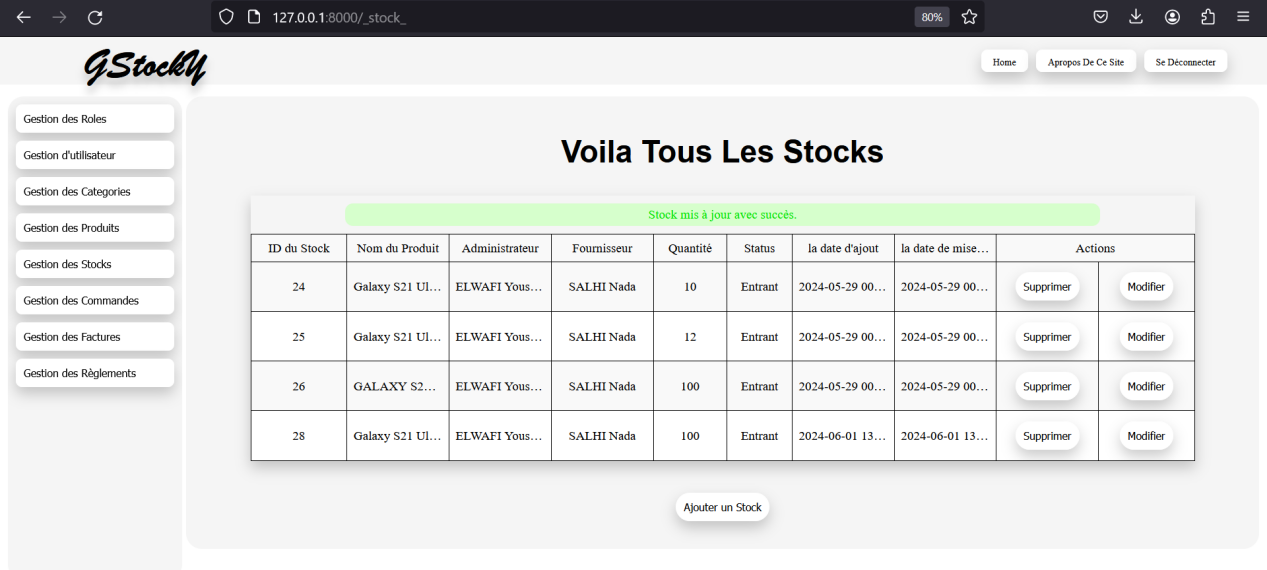 127.0.0.1:8000/_stock_
80%
GStockY
Home
Apropos De Ce Site
Se Déconnecter
Gestion des Roles
Gestion d'utilisateur
Gestion des Categories
Gestion des Produits
Gestion des Stocks
Gestion des Commandes
Gestion des Factures
Gestion des Règlements
Voila Tous Les Stocks
Stock mis à jour avec succès.
ID du Stock Nom du Produit Administrateur Fournisseur Quantité Status la date d'ajout la date de mise… Actions
24 Galaxy S21 Ul… ELWAFI Yous… SALHI Nada 10 Entrant 2024-05-29 00… 2024-05-29 00… Supprimer Modifier
25 Galaxy S21 Ul… ELWAFI Yous… SALHI Nada 12 Entrant 2024-05-29 00… 2024-05-29 00… Supprimer Modifier
26 GALAXY S2… ELWAFI Yous… SALHI Nada 100 Entrant 2024-05-29 00… 2024-05-29 00… Supprimer Modifier
28 Galaxy S21 Ul… ELWAFI Yous… SALHI Nada 100 Entrant 2024-06-01 13… 2024-06-01 13… Supprimer Modifier
Ajouter un Stock